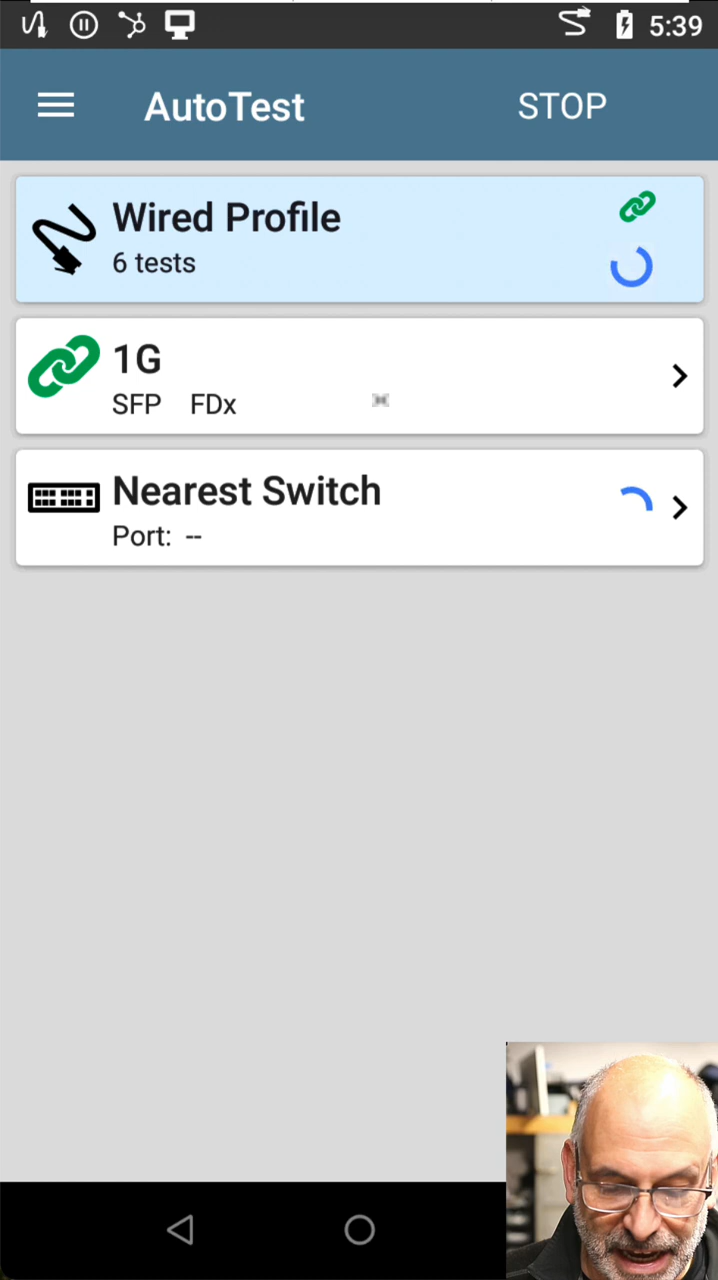 5:39
AutoTest
STOP
Wired Profile
6 tests
1G
SFP FDx
Nearest Switch
Port: --